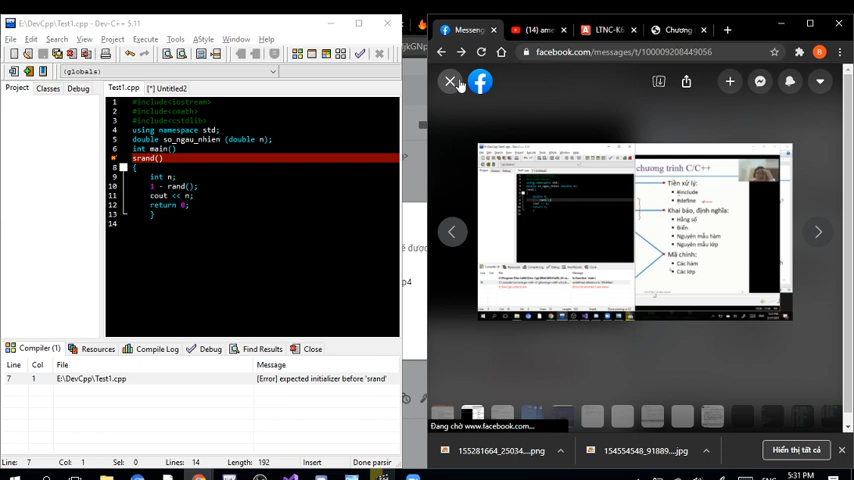 E:\DevCpp\Test1.cpp - Dev-C++ 5.11
File Edit Search View Project Execute Tools AStyle Window Help
(globals)
Project Classes Debug
Test1.cpp [*] Untitled2
1 #include<iostream>
2 #include<cmath>
3 #include<cstdlib>
4 using namespace std;
5 double so_ngau_nhien (double n);
6 int main()
srand()
8 {
9 int n;
10 1 - rand();
11 cout << n;
12 return 0;
13 }
14
Compiler (1) Resources Compile Log Debug Find Results Close
Line Col File Message
7 1 E:\DevCpp\Test1.cpp [Error] expected initializer before 'srand'
Line: 7 Col: 1 Sel: 0 Lines: 14 Length: 192 Insert Done parsir
Messeng
(14) ame
LTNC-K6
Chương
facebook.com/messages/t/100009208449056
B
chương trình C/C++
Tiền xử lý:
#include
#define
Khai báo, định nghĩa:
Hằng số
Biến
Nguyên mẫu hàm
Nguyên mẫu lớp
Mã chính:
Các hàm
Các lớp
ẽ được
p4
Đang chờ www.facebook.com...
155281664_25034....png
154554548_91889....jpg
Hiển thị tất cả
ENG 5:31 PM